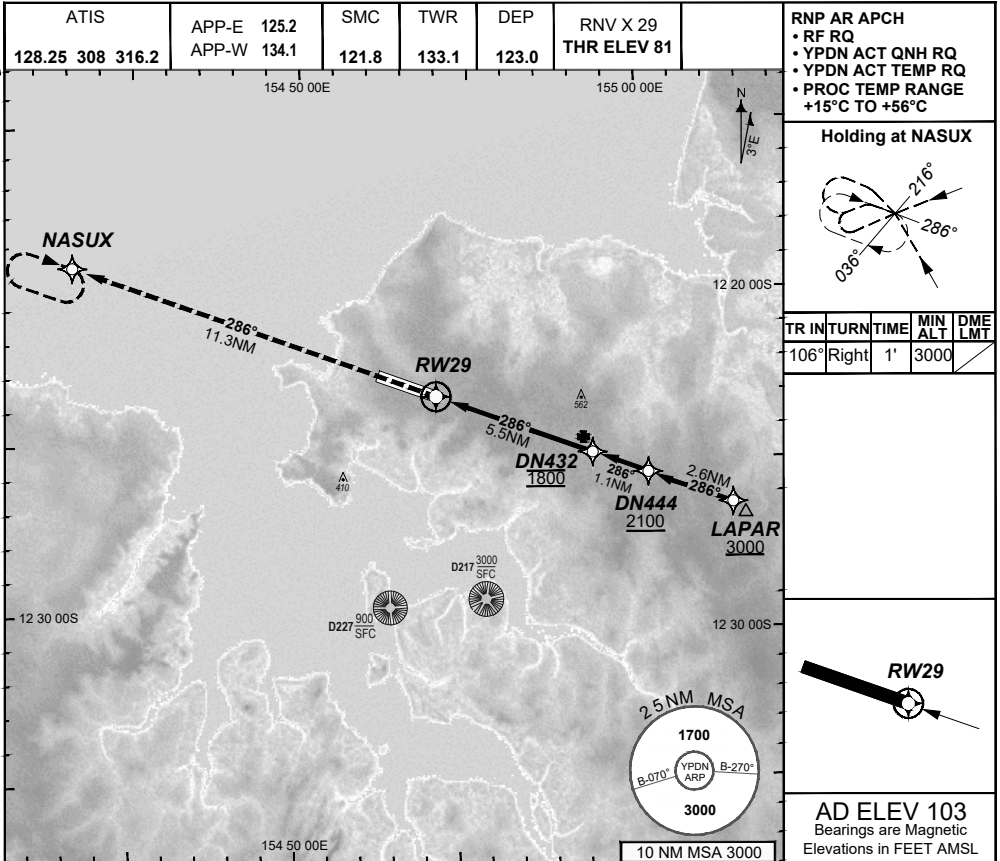 ATIS
128.25 308 316.2
APP-E 125.2
APP-W 134.1
SMC
121.8
TWR
133.1
DEP
123.0
RNV X 29
THR ELEV 81
RNP AR APCH
• RF RQ
• YPDN ACT QNH RQ
• YPDN ACT TEMP RQ
• PROC TEMP RANGE
+15°C TO +56°C
154 50 00E
155 00 00E
N
3°E
Holding at NASUX
216°
286°
036°
NASUX
12 20 00S
286°
11.3NM
TR IN TURN TIME MIN ALT DME LMT
106° Right 1' 3000
RW29
562
286°
5.5NM
DN432
1800
286°
1.1NM
2.6NM
286°
410
DN444
2100
LAPAR
3000
D217 3000
SFC
D227 900
SFC
12 30 00S
12 30 00S
RW29
25NM MSA
1700
YPDN
ARP
B-070°
B-270°
3000
154 50 00E
10 NM MSA 3000
AD ELEV 103
Bearings are Magnetic
Elevations in FEET AMSL